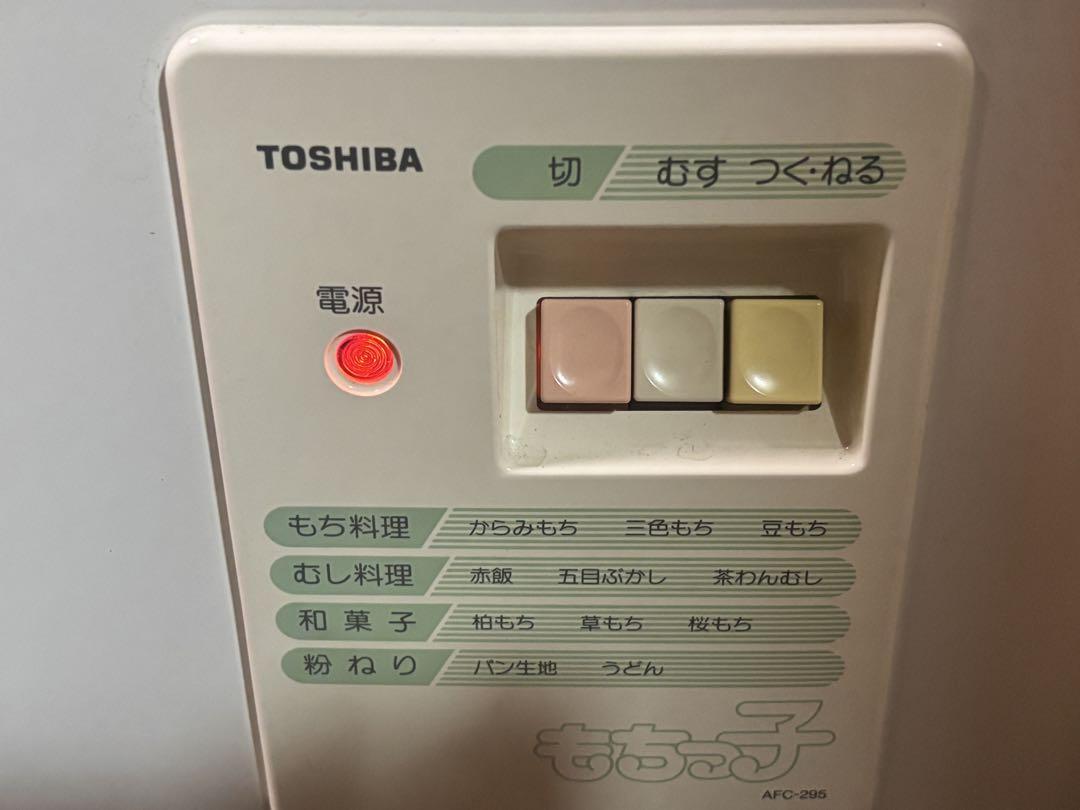 TOSHIBA
切 むす つく・ねる
電源
もち料理 からみもち 三色もち 豆もち
むし料理 赤飯 五目ぶかし 茶わんむし
和菓子 柏もち 草もち 桜もち
粉ねり パン生地 うどん
もちっ子
AFC-295